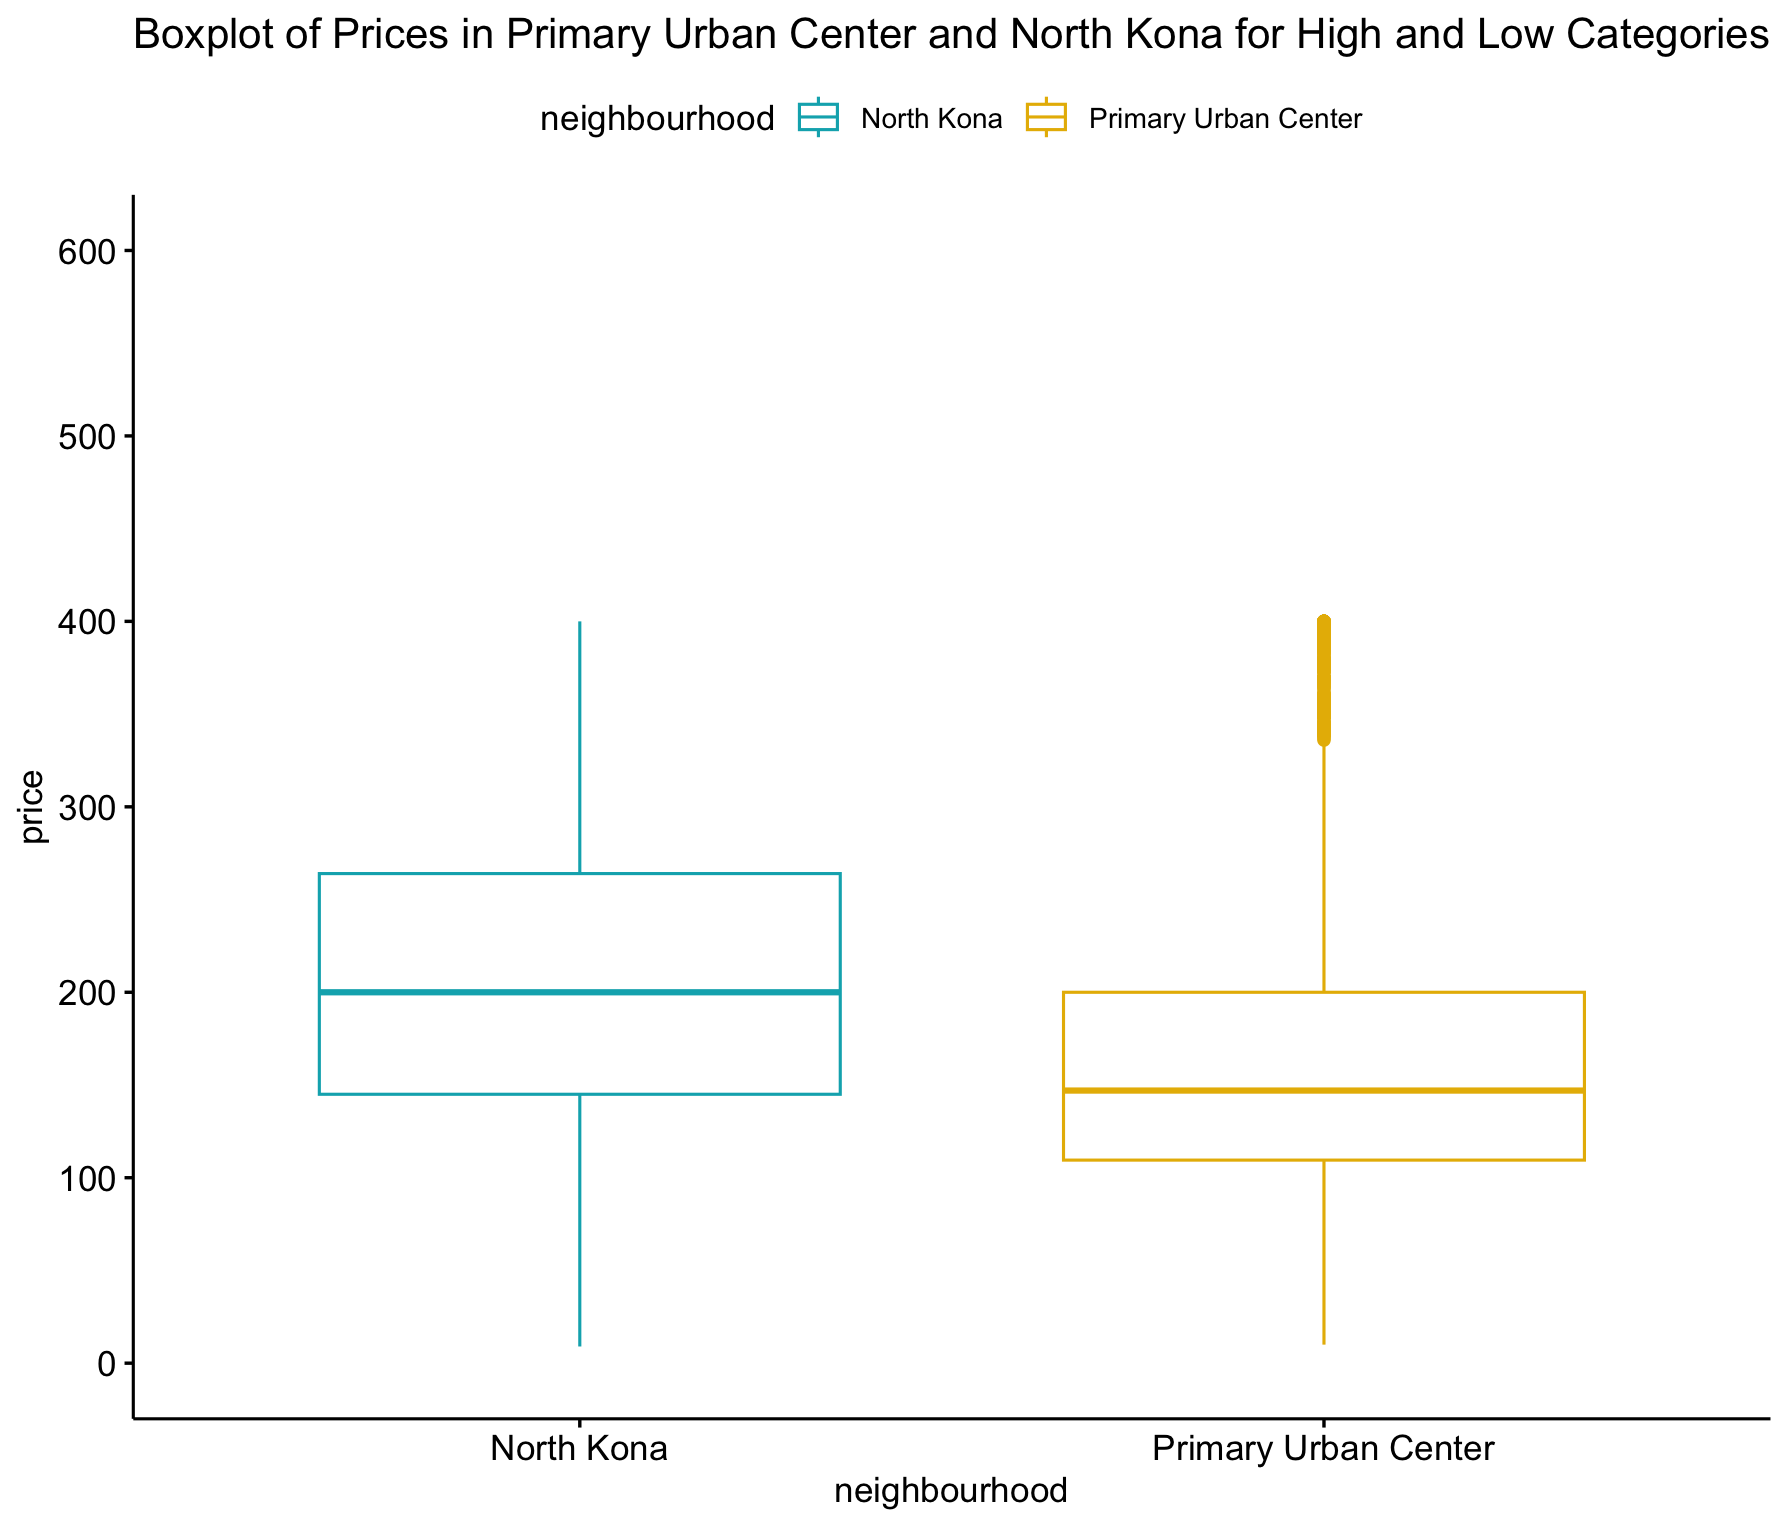 Boxplot of Prices in Primary Urban Center and North Kona for High and Low Categories
neighbourhood North Kona Primary Urban Center
600
500
400
300
200
100
0
price
North Kona Primary Urban Center
neighbourhood